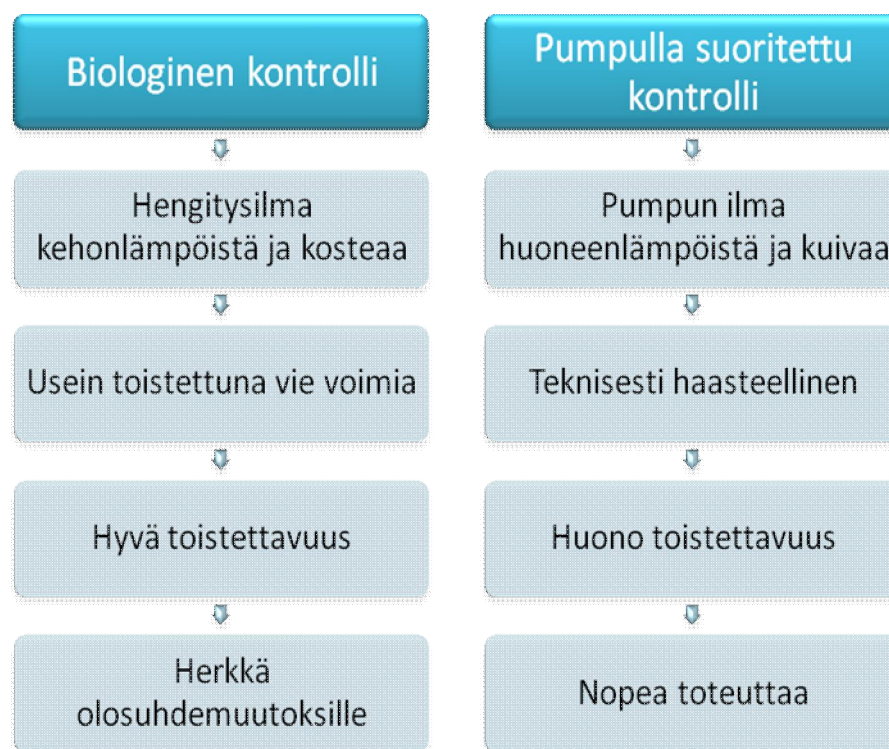 Biologinen kontrolli
Hengitysilma
kehonlämpöistä ja kosteaa
Usein toistettuna vie voimia
Hyvä toistettavuus
Herkkä
olosuhdemuutoksille
Pumpulla suoritettu
kontrolli
Pumpun ilma
huoneenlämpöistä ja kuivaa
Teknisesti haasteellinen
Huono toistettavuus
Nopea toteuttaa